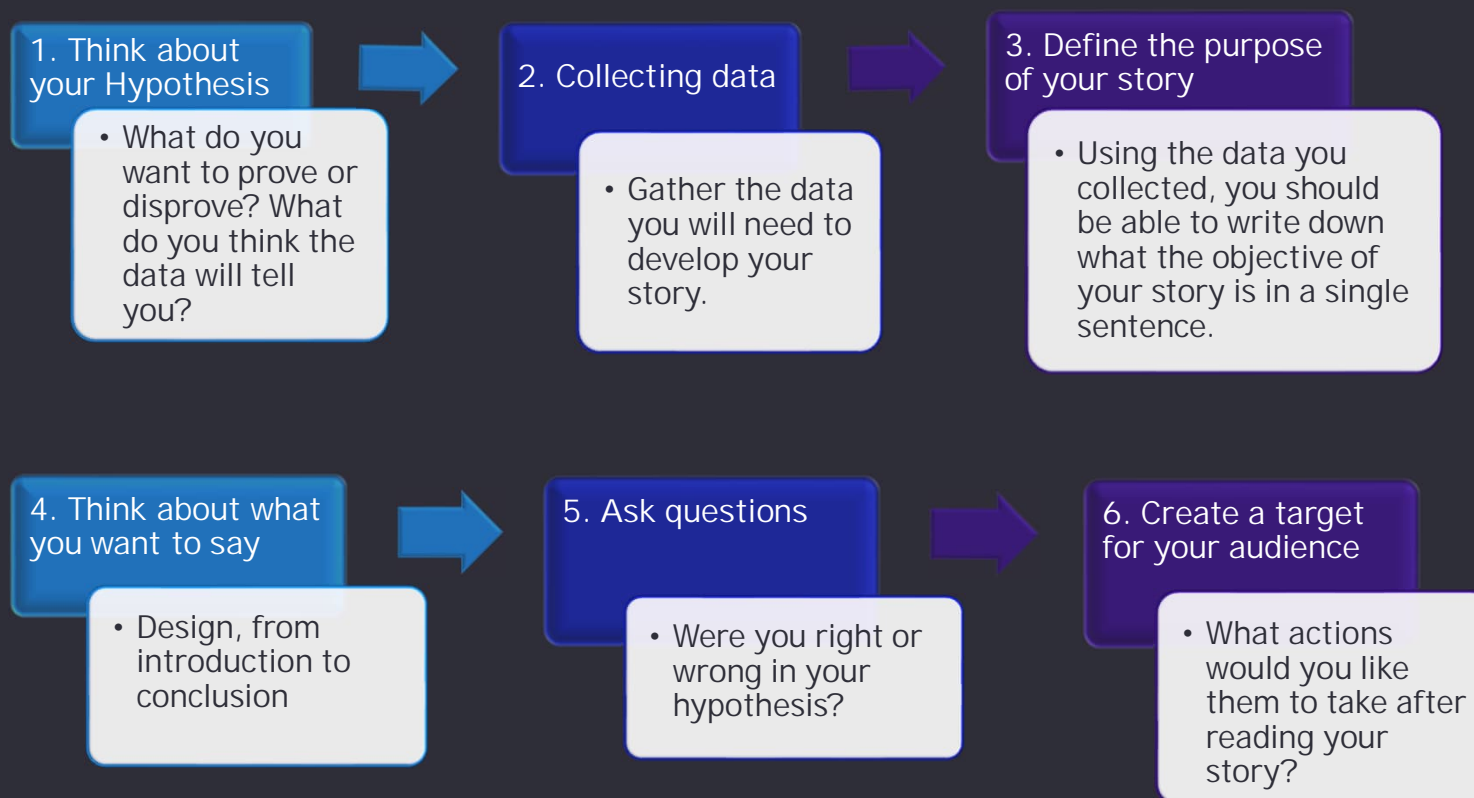 1. Think about
your Hypothesis
• What do you
want to prove or
disprove? What
do you think the
data will tell
you?
2. Collecting data
• Gather the data
you will need to
develop your
story.
3. Define the purpose
of your story
• Using the data you
collected, you should
be able to write down
what the objective of
your story is in a single
sentence.
4. Think about what
you want to say
• Design, from
introduction to
conclusion
5. Ask questions
• Were you right or
wrong in your
hypothesis?
6. Create a target
for your audience
• What actions
would you like
them to take after
reading your
story?